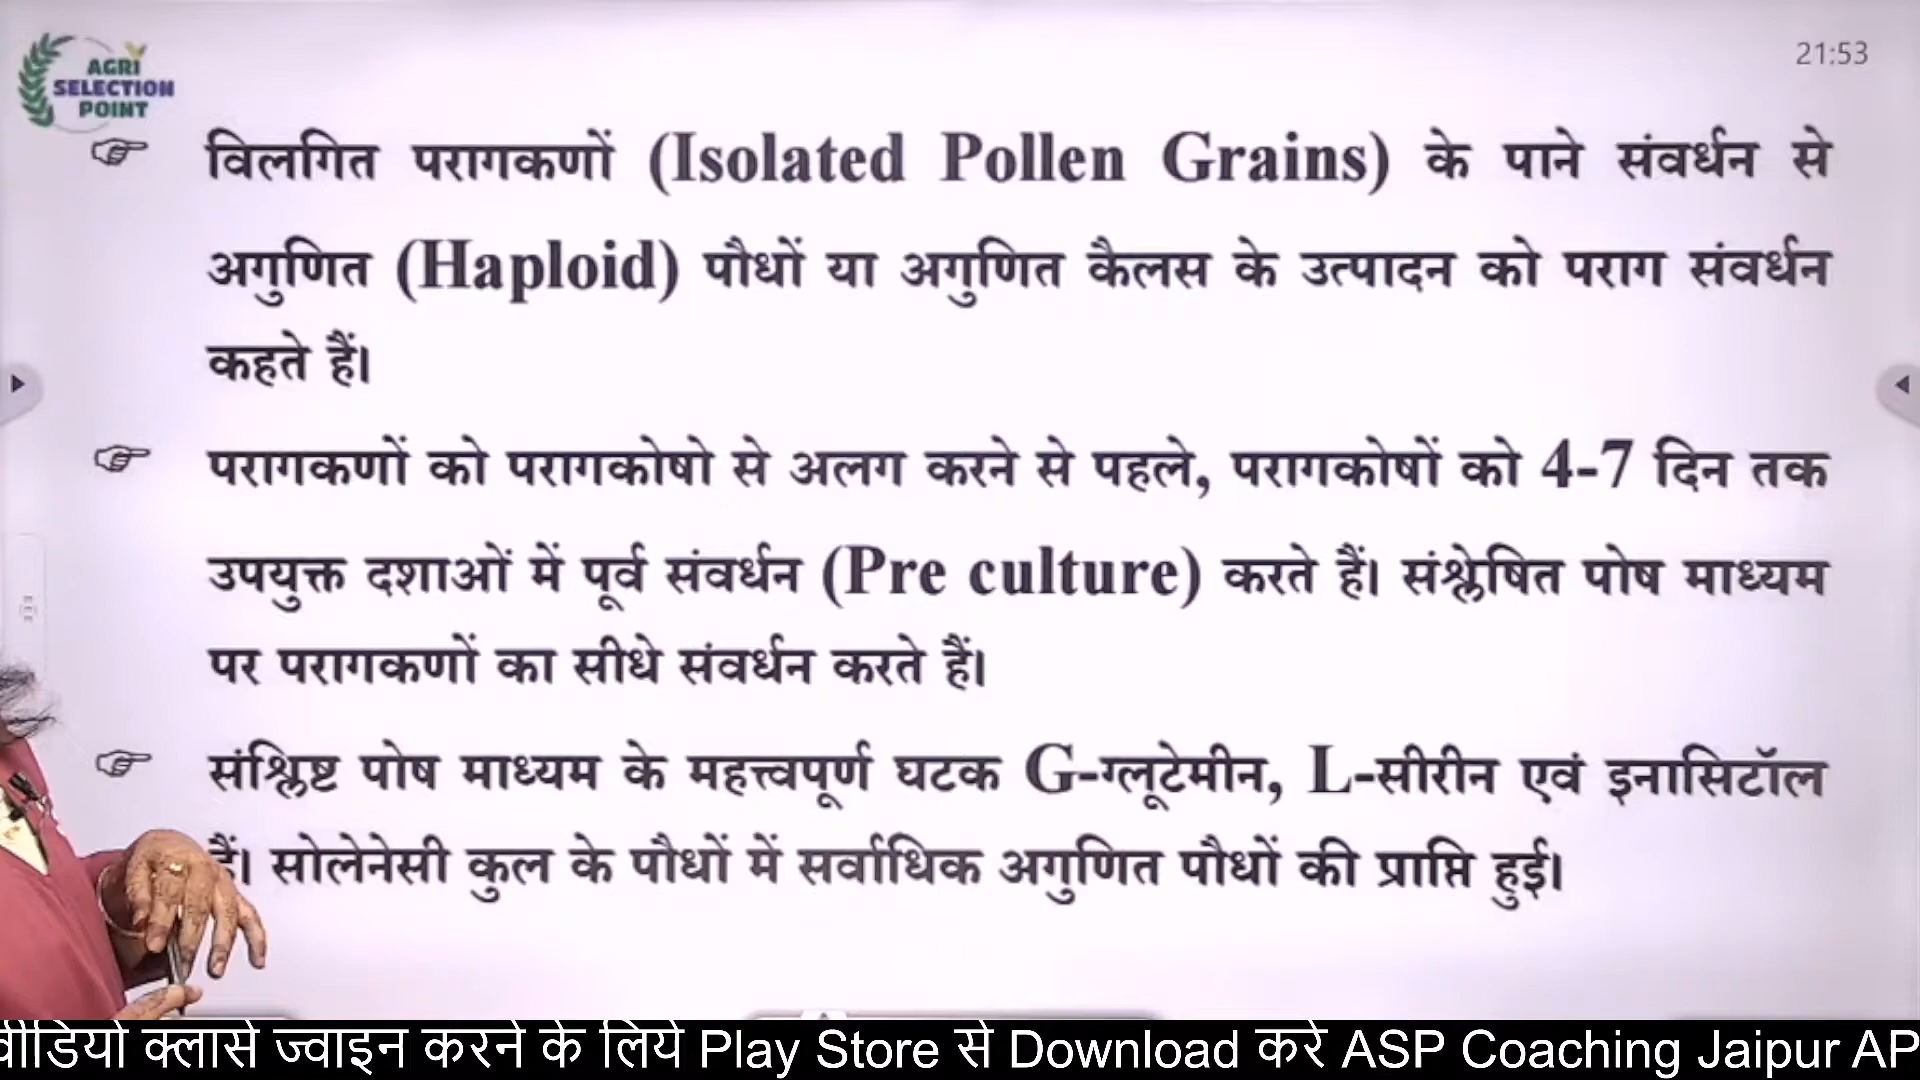 AGRI
SELECTION
POINT
21:53
विलगित परागकणों (Isolated Pollen Grains) के पाने संवर्धन से
अगुणित (Haploid) पौधों या अगुणित कैलस के उत्पादन को पराग संवर्धन
कहते हैं।
परागकणों को परागकोषो से अलग करने से पहले, परागकोषों को 4-7 दिन तक
उपयुक्त दशाओं में पूर्व संवर्धन (Pre culture) करते हैं। संश्लेषित पोष माध्यम
पर परागकणों का सीधे संवर्धन करते हैं।
संश्लिष्ट पोष माध्यम के महत्त्वपूर्ण घटक G-ग्लूटेमीन, L-सीरीन एवं इनासिटॉल
हैं। सोलेनेसी कुल के पौधों में सर्वाधिक अगुणित पौधों की प्राप्ति हुई।
वीडियो क्लासे ज्वाइन करने के लिये Play Store से Download करे ASP Coaching Jaipur AP